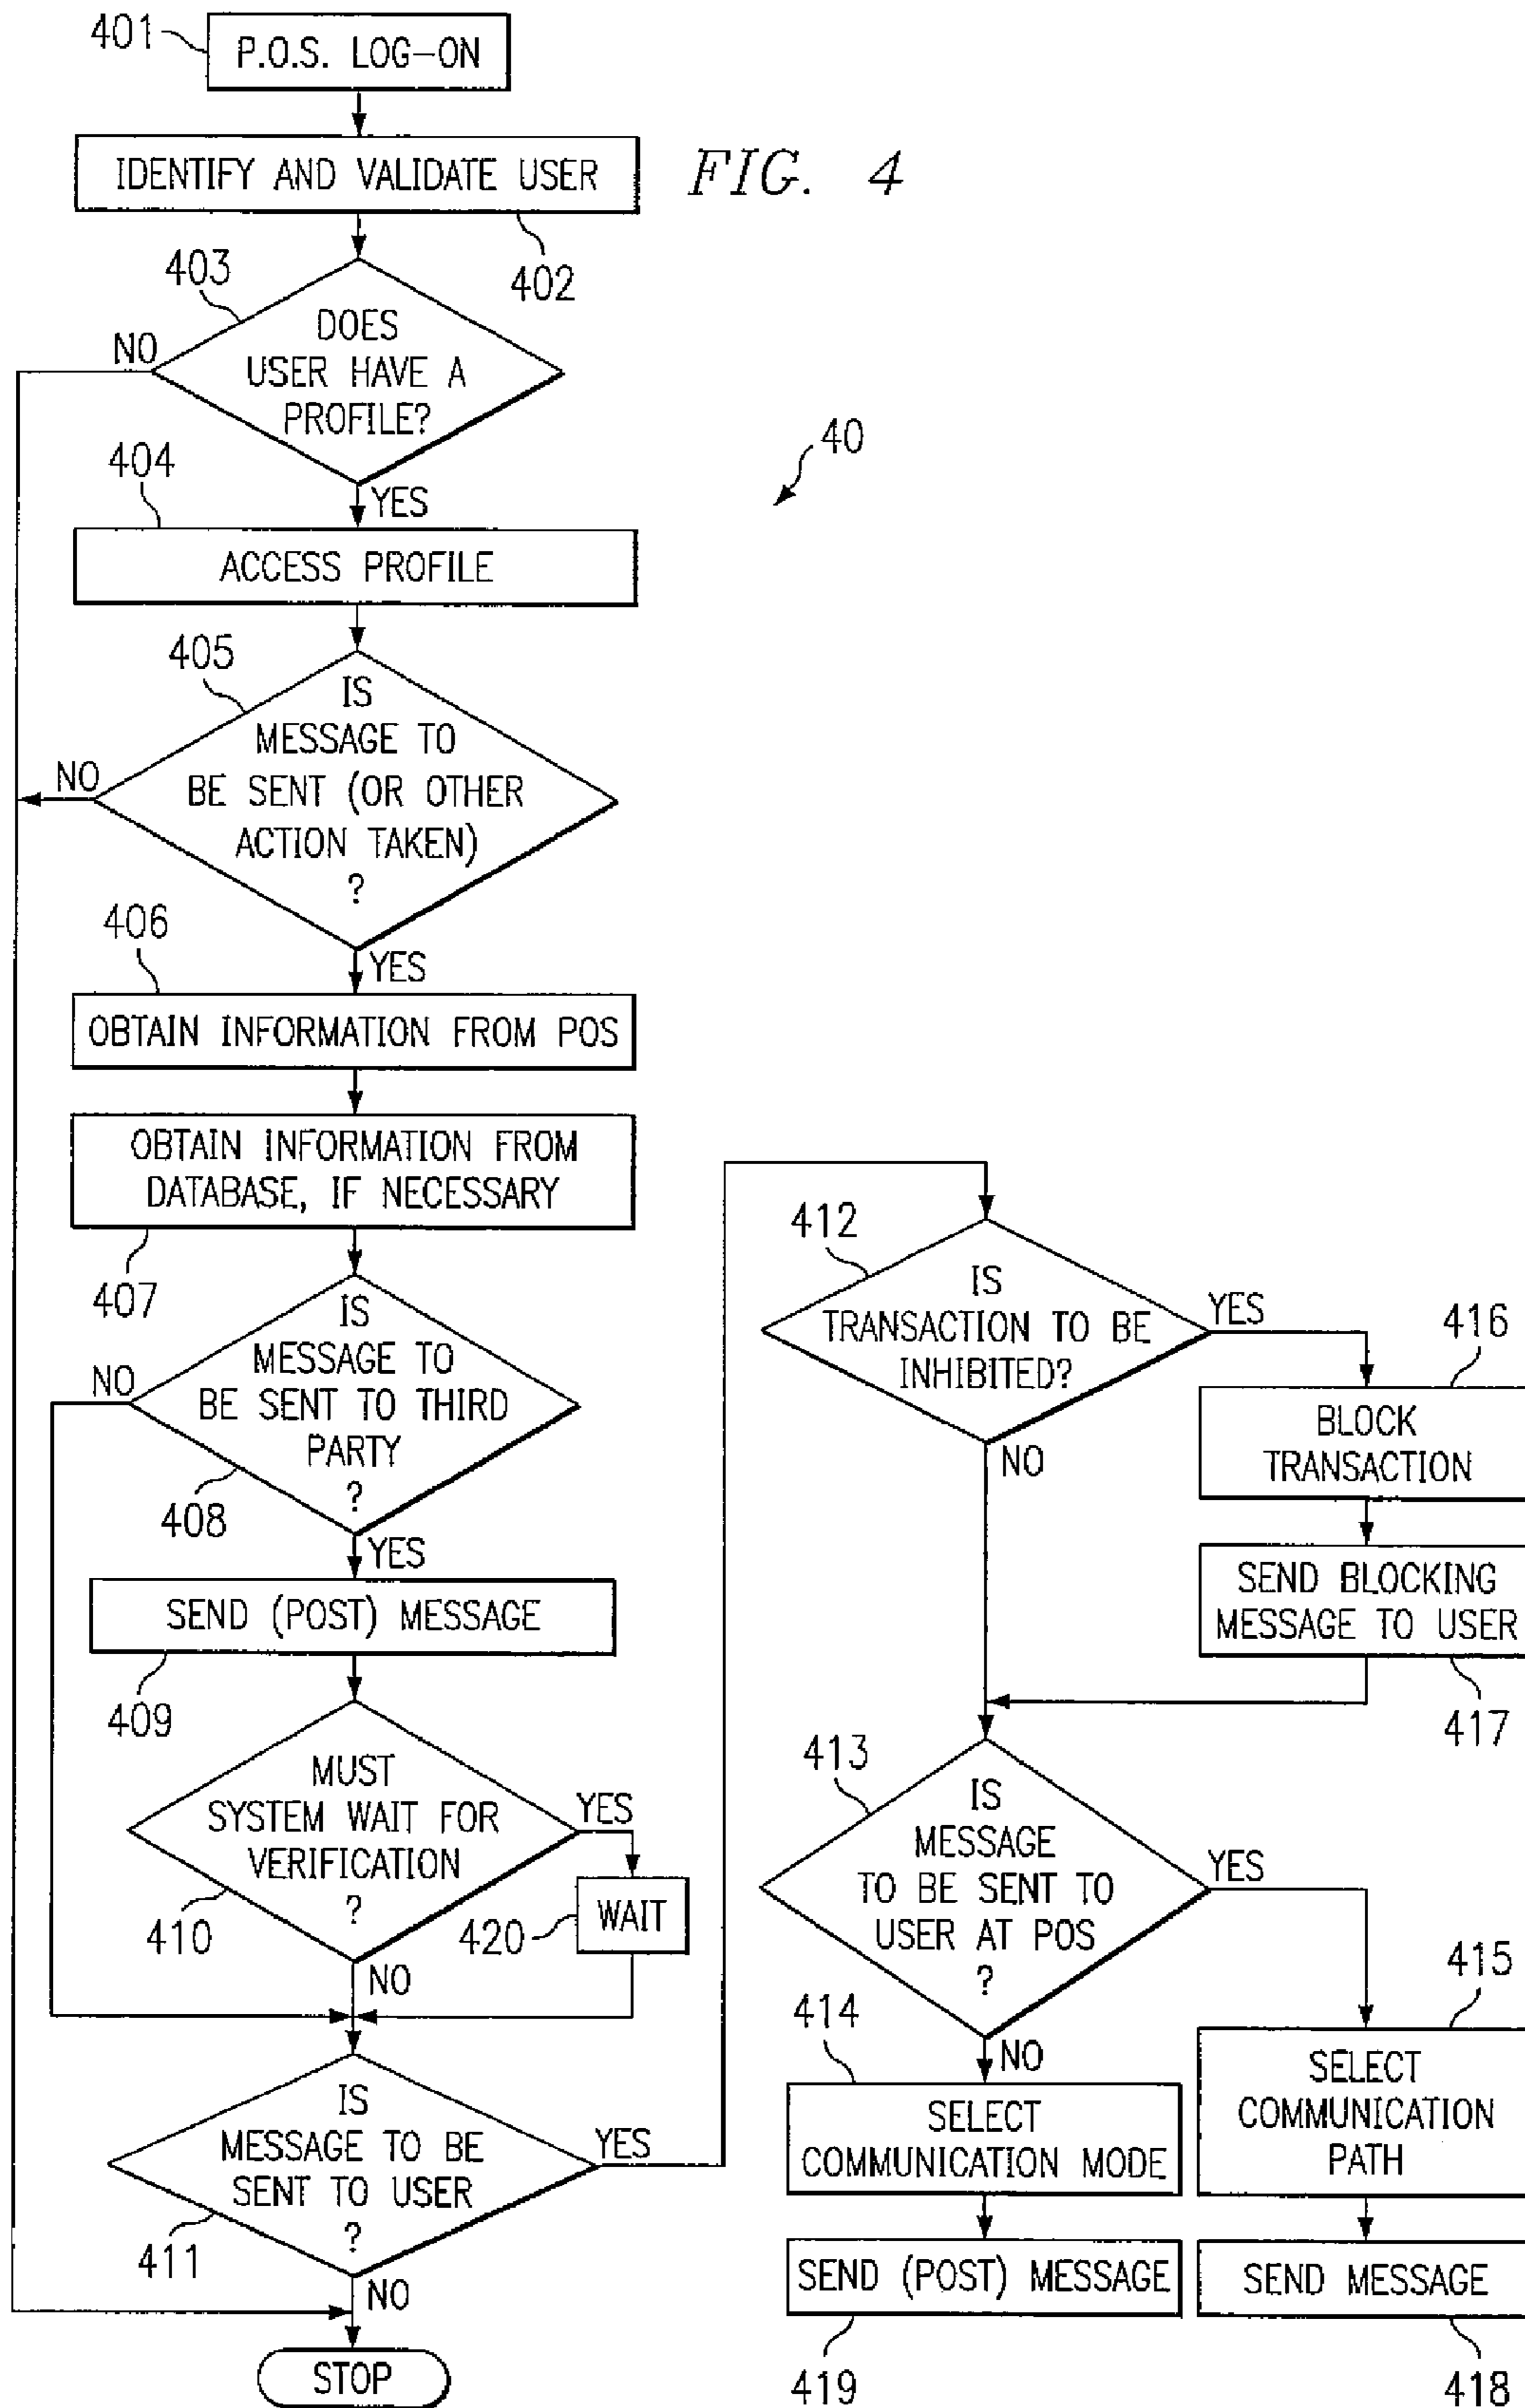 401
P.O.S. LOG-ON
IDENTIFY AND VALIDATE USER
FIG. 4
402
403
DOES
USER HAVE A
PROFILE?
NO
YES
40
404
ACCESS PROFILE
405
IS
MESSAGE TO
BE SENT (OR OTHER
ACTION TAKEN)
?
NO
YES
406
OBTAIN INFORMATION FROM POS
OBTAIN INFORMATION FROM
DATABASE, IF NECESSARY
407
IS
MESSAGE TO
BE SENT TO THIRD
PARTY
?
NO
408
YES
SEND (POST) MESSAGE
409
MUST
SYSTEM WAIT FOR
VERIFICATION
?
YES
410
420
WAIT
NO
IS
MESSAGE TO BE
SENT TO USER
?
YES
411
NO
STOP
412
IS
TRANSACTION TO BE
INHIBITED?
YES
NO
416
BLOCK
TRANSACTION
SEND BLOCKING
MESSAGE TO USER
417
413
IS
MESSAGE
TO BE SENT TO
USER AT POS
?
YES
NO
414
SELECT
COMMUNICATION MODE
SEND (POST) MESSAGE
419
415
SELECT
COMMUNICATION
PATH
SEND MESSAGE
418